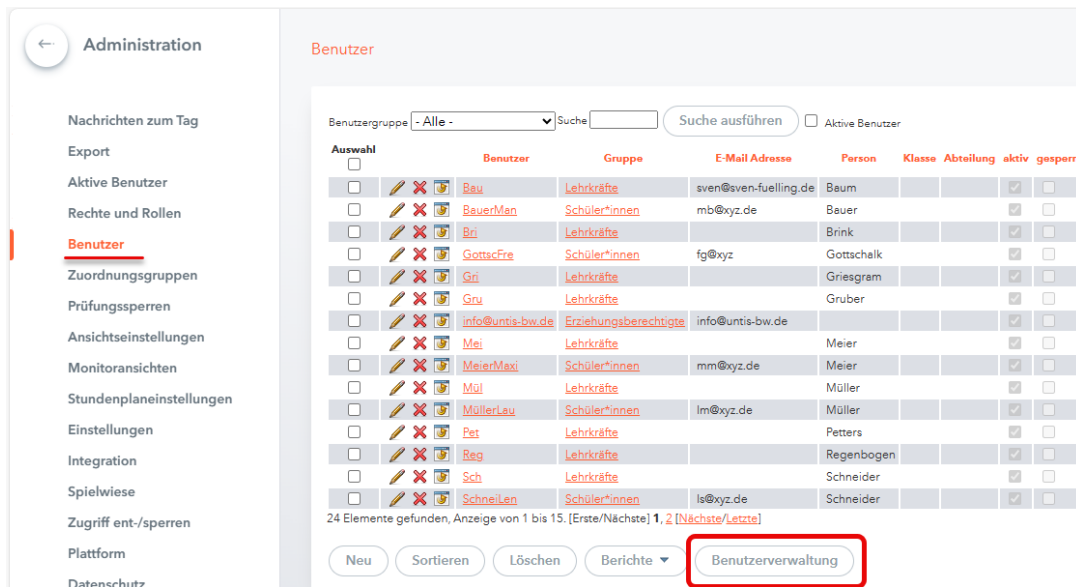 Administration
Nachrichten zum Tag
Export
Aktive Benutzer
Rechte und Rollen
Benutzer
Zuordnungsgruppen
Prüfungssperren
Ansichtseinstellungen
Monitoransichten
Stundenplaneinstellungen
Einstellungen
Integration
Spielwiese
Zugriff ent-/sperren
Plattform
Datenschutz
Benutzer
Benutzergruppe - Alle - Suche Suche ausführen Aktive Benutzer
Auswahl Benutzer Gruppe E-Mail Adresse Person Klasse Abteilung aktiv gesperr
Bau Lehrkräfte sven@sven-fuelling.de Baum
BauerMan Schüler*innen mb@xyz.de Bauer
Bri Lehrkräfte Brink
GottscFre Schüler*innen fg@xyz Gottschalk
Gri Lehrkräfte Griesgram
Gru Lehrkräfte Gruber
info@untis-bw.de Erziehungsberechtigte info@untis-bw.de
Mei Lehrkräfte Meier
MeierMaxi Schüler*innen mm@xyz.de Meier
Mül Lehrkräfte Müller
MüllerLau Schüler*innen lm@xyz.de Müller
Pet Lehrkräfte Petters
Reg Lehrkräfte Regenbogen
Sch Lehrkräfte Schneider
SchneiLen Schüler*innen ls@xyz.de Schneider
24 Elemente gefunden, Anzeige von 1 bis 15. [Erste/Nächste] 1, 2 [Nächste/Letzte]
Neu Sortieren Löschen Berichte Benutzerverwaltung